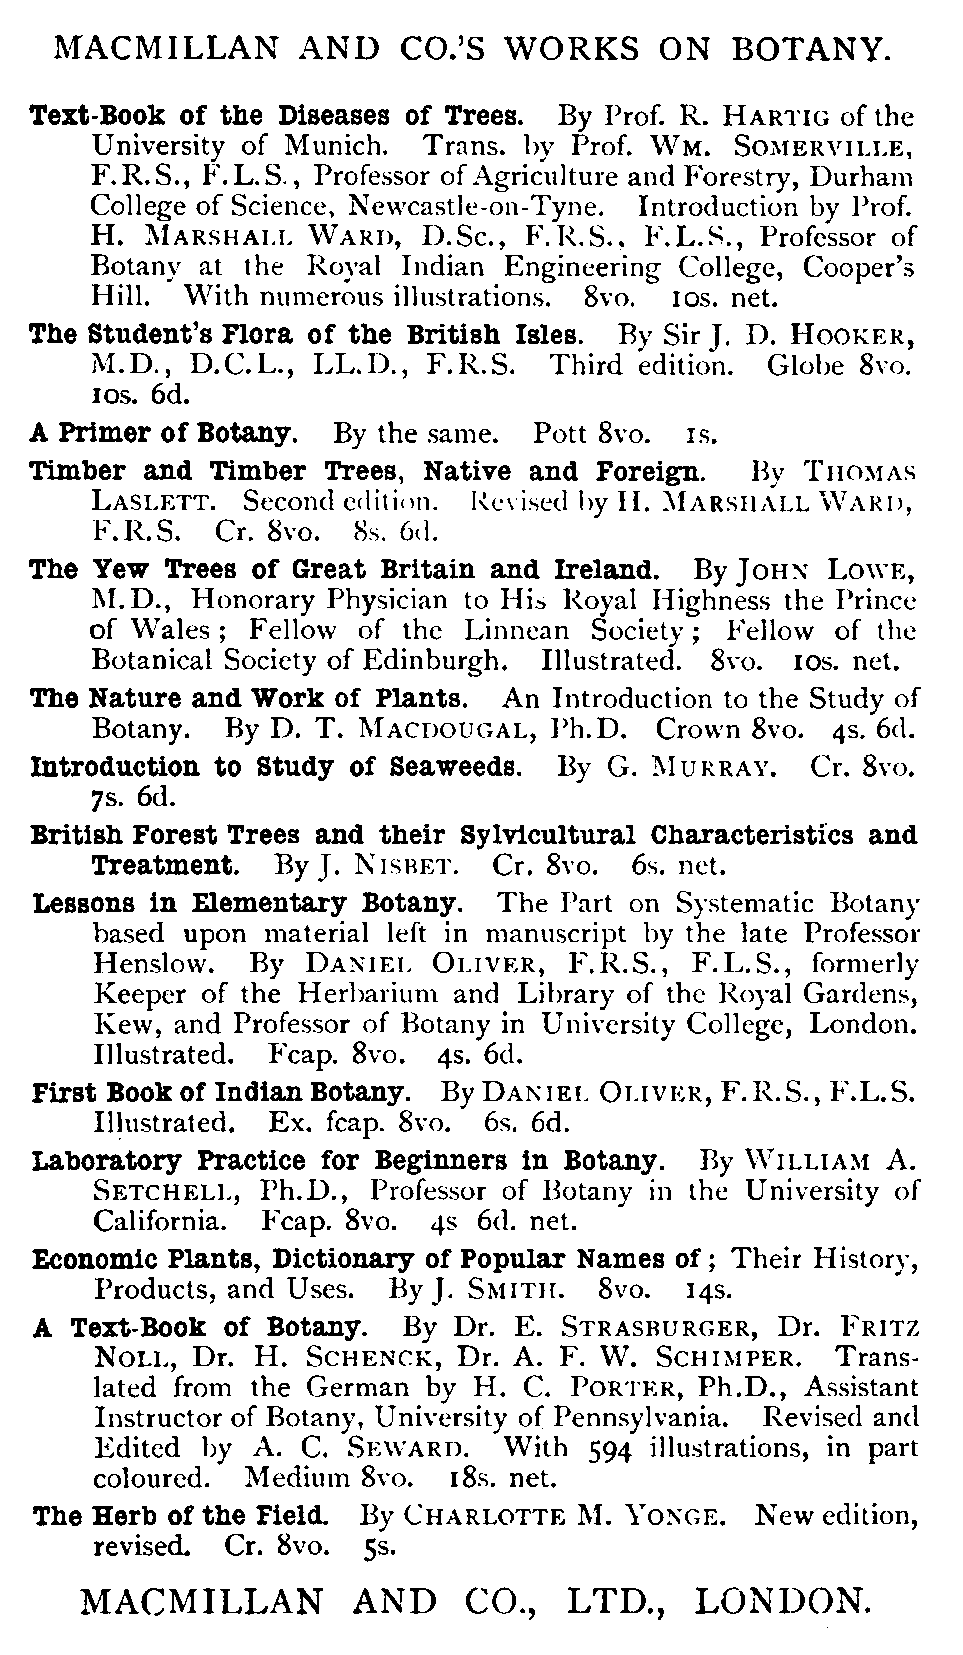 MACMILLAN AND CO.'S WORKS ON BOTANY.
Text-Book of the Diseases of Trees. By Prof. R. HARTIG of the
University of Munich. Trans. by Prof. WM. SOMERVILLE,
F.R.S., F.L.S., Professor of Agriculture and Forestry, Durham
College of Science, Newcastle-on-Tyne. Introduction by Prof.
H. MARSHALL WARD, D.Sc., F.R.S., F.L.S., Professor of
Botany at the Royal Indian Engineering College, Cooper's
Hill. With numerous illustrations. 8vo. 10s. net.
The Student's Flora of the British Isles. By Sir J. D. HOOKER,
M.D., D.C.L., LL.D., F.R.S. Third edition. Globe 8vo.
10s. 6d.
A Primer of Botany. By the same. Pott 8vo. 1s.
Timber and Timber Trees, Native and Foreign. By THOMAS
LASLETT. Second edition. Revised by H. MARSHALL WARD,
F.R.S. Cr. 8vo. 8s. 6d.
The Yew Trees of Great Britain and Ireland. By JOHN LOWE,
M.D., Honorary Physician to His Royal Highness the Prince
of Wales; Fellow of the Linnean Society; Fellow of the
Botanical Society of Edinburgh. Illustrated. 8vo. 10s. net.
The Nature and Work of Plants. An Introduction to the Study of
Botany. By D. T. MACDOUGAL, Ph.D. Crown 8vo. 4s. 6d.
Introduction to Study of Seaweeds. By G. MURRAY. Cr. 8vo.
7s. 6d.
British Forest Trees and their Sylvicultural Characteristics and
Treatment. By J. NISBET. Cr. 8vo. 6s. net.
Lessons in Elementary Botany. The Part on Systematic Botany
based upon material left in manuscript by the late Professor
Henslow. By DANIEL OLIVER, F.R.S., F.L.S., formerly
Keeper of the Herbarium and Library of the Royal Gardens,
Kew, and Professor of Botany in University College, London.
Illustrated. Fcap. 8vo. 4s. 6d.
First Book of Indian Botany. By DANIEL OLIVER, F.R.S., F.L.S.
Illustrated. Ex. fcap. 8vo. 6s. 6d.
Laboratory Practice for Beginners in Botany. By WILLIAM A.
SETCHELL, Ph.D., Professor of Botany in the University of
California. Fcap. 8vo. 4s 6d. net.
Economic Plants, Dictionary of Popular Names of; Their History,
Products, and Uses. By J. SMITH. 8vo. 14s.
A Text-Book of Botany. By Dr. E. STRASBURGER, Dr. FRITZ
NOLL, Dr. H. SCHENCK, Dr. A. F. W. SCHIMPER. Trans-
lated from the German by H. C. PORTER, Ph.D., Assistant
Instructor of Botany, University of Pennsylvania. Revised and
Edited by A. C. SEWARD. With 594 illustrations, in part
coloured. Medium 8vo. 18s. net.
The Herb of the Field. By CHARLOTTE M. YONGE. New edition,
revised. Cr. 8vo. 5s.
MACMILLAN AND CO., LTD., LONDON.